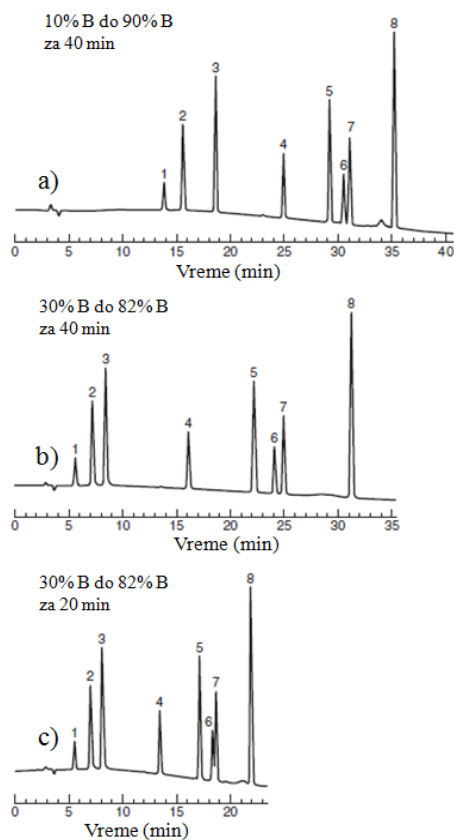 10% B do 90% B
za 40 min
8
3
5
2
7
4
6
1
a)
0 5 10 15 20 25 30 35 40
Vreme (min)
30% B do 82% B
za 40 min
8
3
5
2
7
4
6
1
b)
0 5 10 15 20 25 30 35
Vreme (min)
30% B do 82% B
za 20 min
8
3
5
2
7
4
6
1
c)
0 5 10 15 20
Vreme (min)